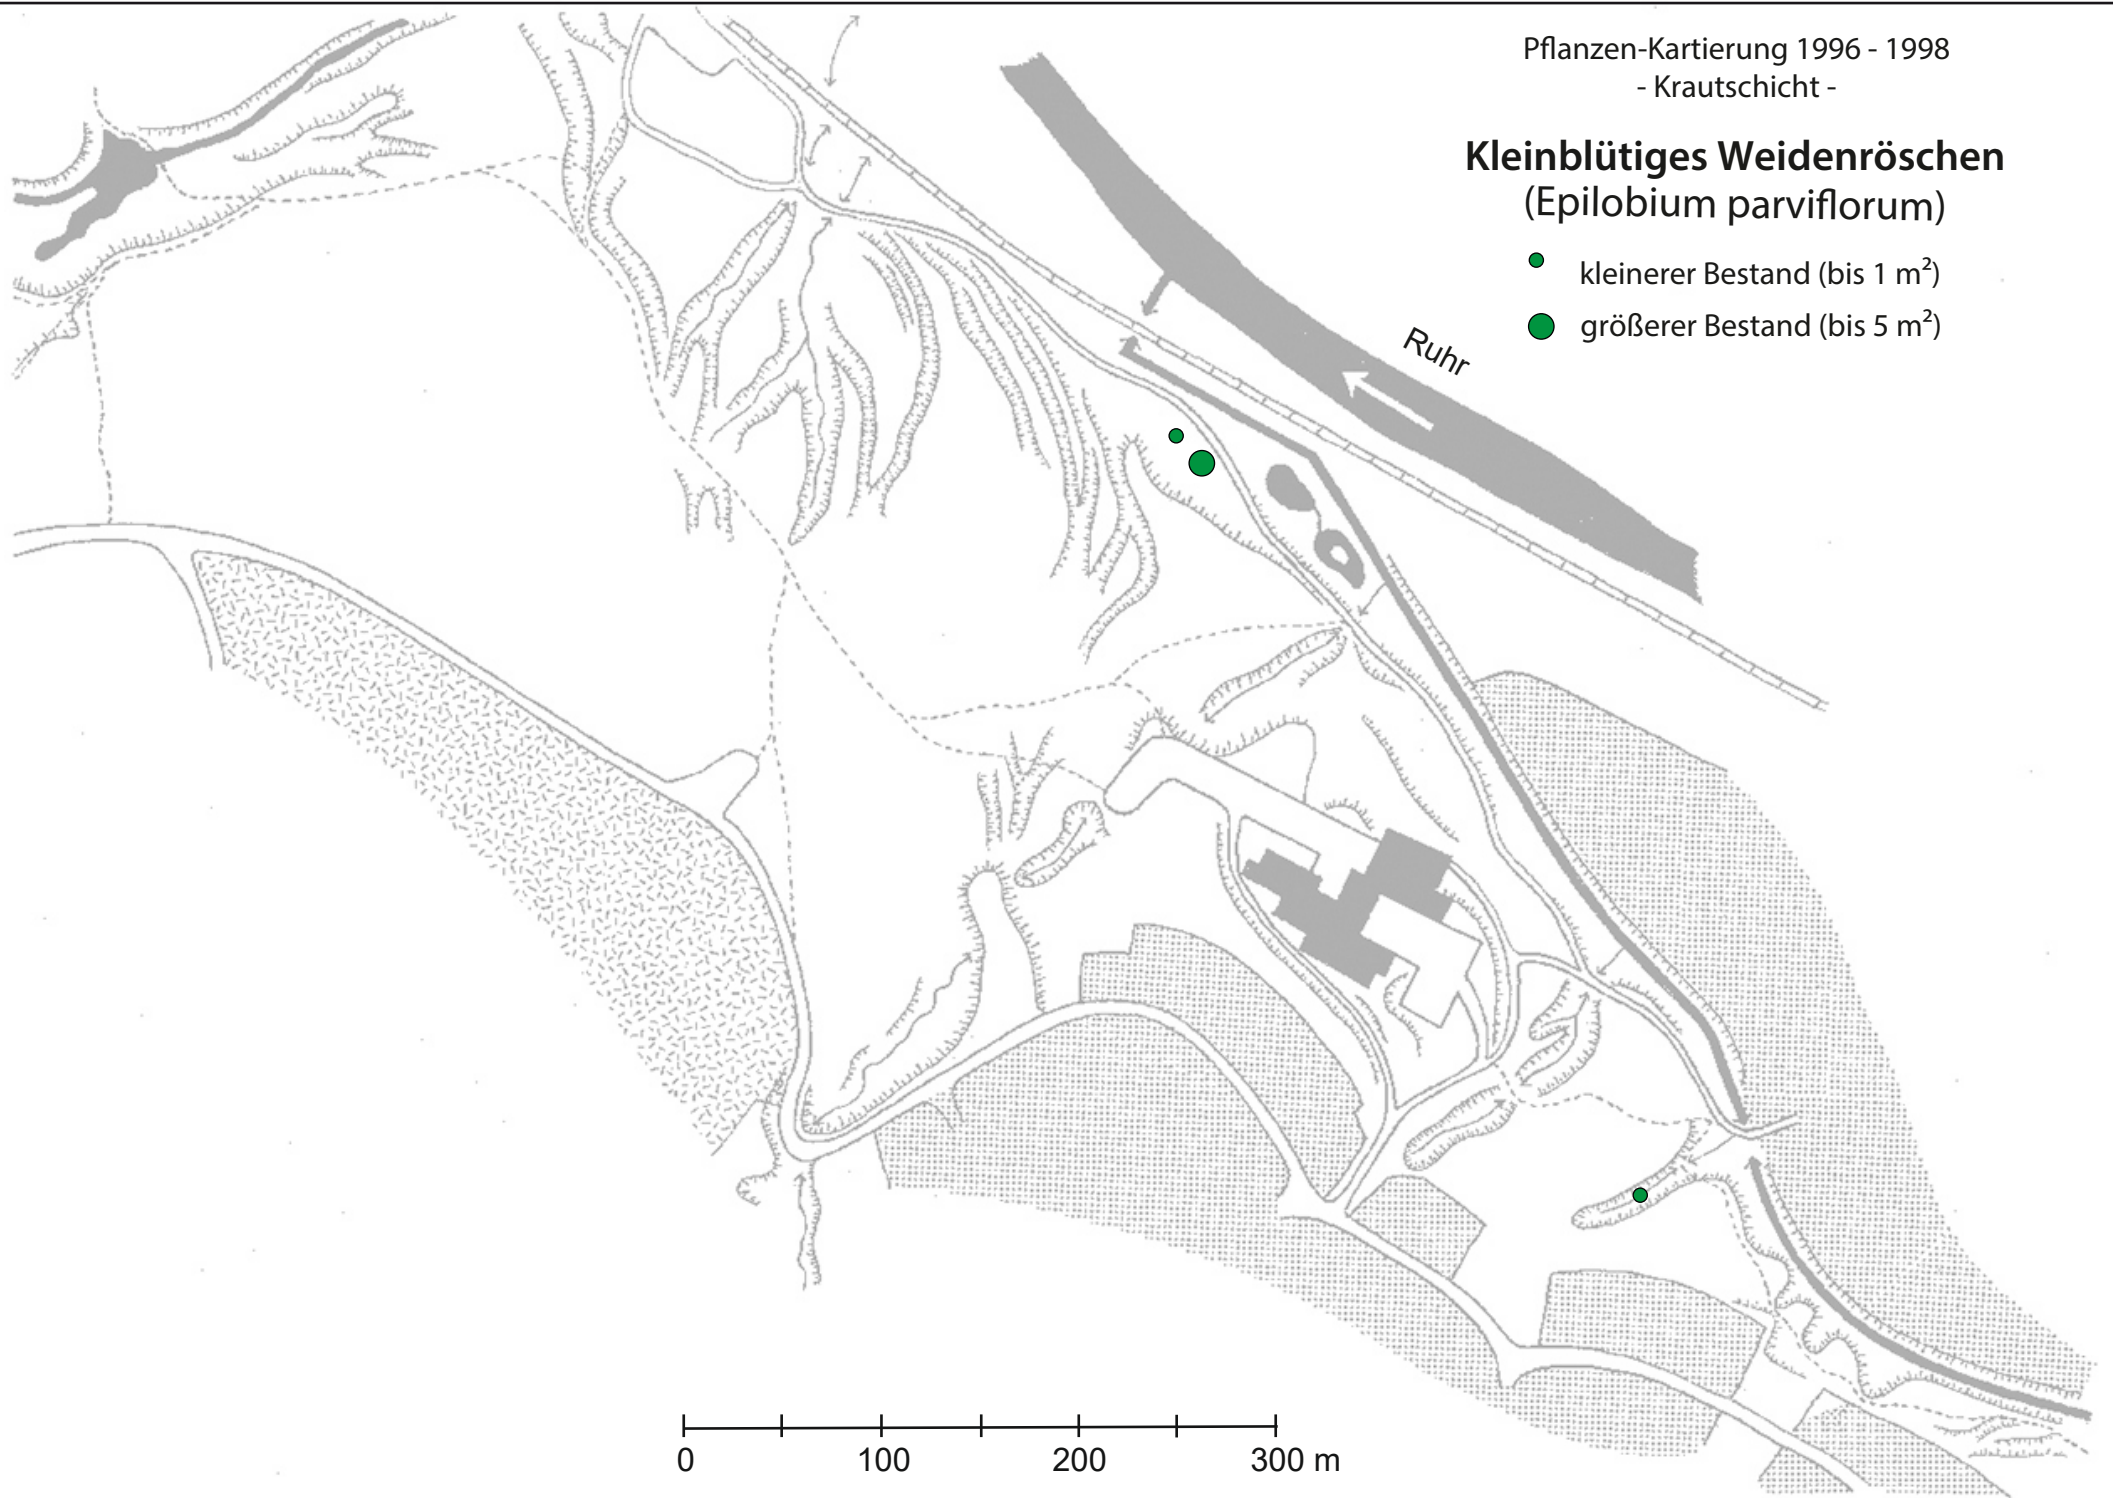 Pflanzen-Kartierung 1996 - 1998
- Krautschicht -
Kleinblütiges Weidenröschen
(Epilobium parviflorum)
kleinerer Bestand (bis 1 m²)
größerer Bestand (bis 5 m²)
Ruhr
0 100 200 300 m